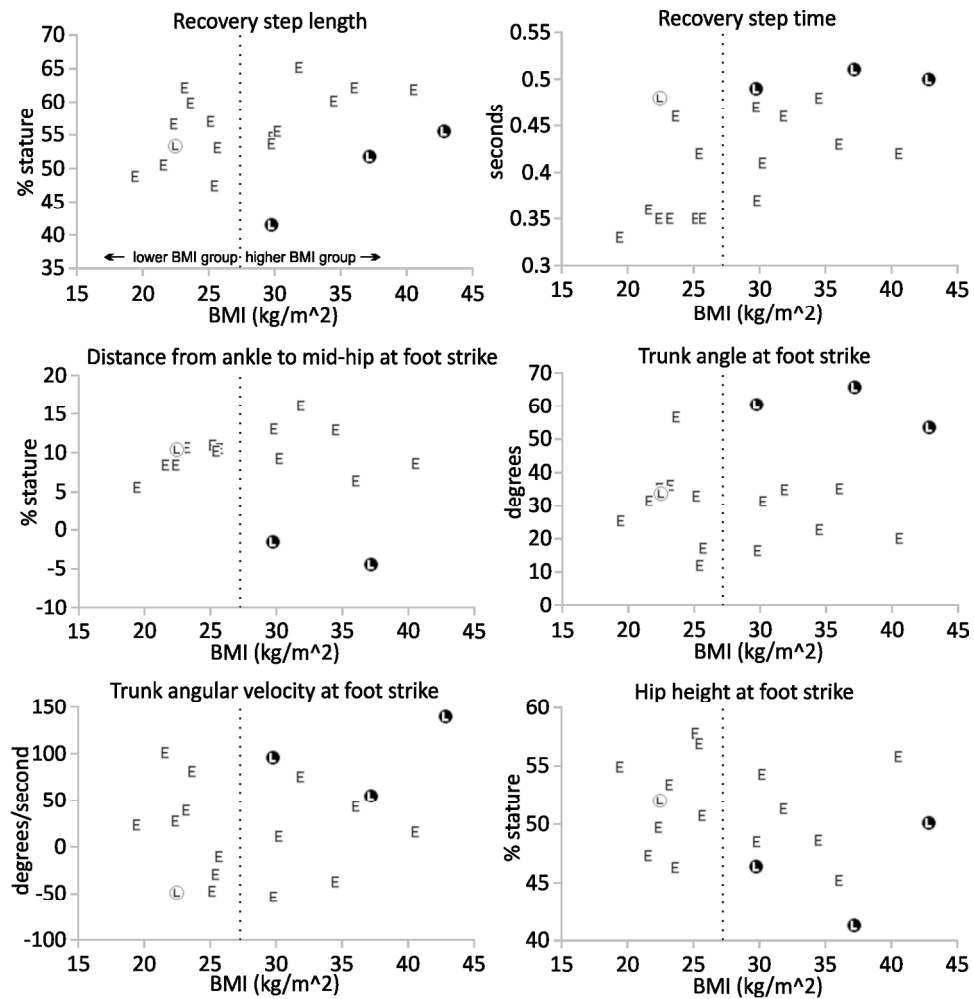 Recovery step length
70
65
60
55
50
45
40
35
% stature
← lower BMI group higher BMI group →
15 20 25 30 35 40 45
BMI (kg/m^2)
E E E E E L E E E E E E E E E E E L L L
Recovery step time
0.55
0.5
0.45
0.4
0.35
0.3
seconds
15 20 25 30 35 40 45
BMI (kg/m^2)
E E E L E E E E E E E E E E E E L L L
Distance from ankle to mid-hip at foot strike
20
15
10
5
0
-5
-10
% stature
15 20 25 30 35 40 45
BMI (kg/m^2)
E E E L E E E E E E E E E E L L
Trunk angle at foot strike
70
60
50
40
30
20
10
0
degrees
15 20 25 30 35 40 45
BMI (kg/m^2)
E E E L E E E E E E E E E E E L L L
Trunk angular velocity at foot strike
150
100
50
0
-50
-100
degrees/second
15 20 25 30 35 40 45
BMI (kg/m^2)
E E E L E E E E E E E E E E E L L L
Hip height at foot strike
60
55
50
45
40
% stature
15 20 25 30 35 40 45
BMI (kg/m^2)
E E E L E E E E E E E E E E E L L L